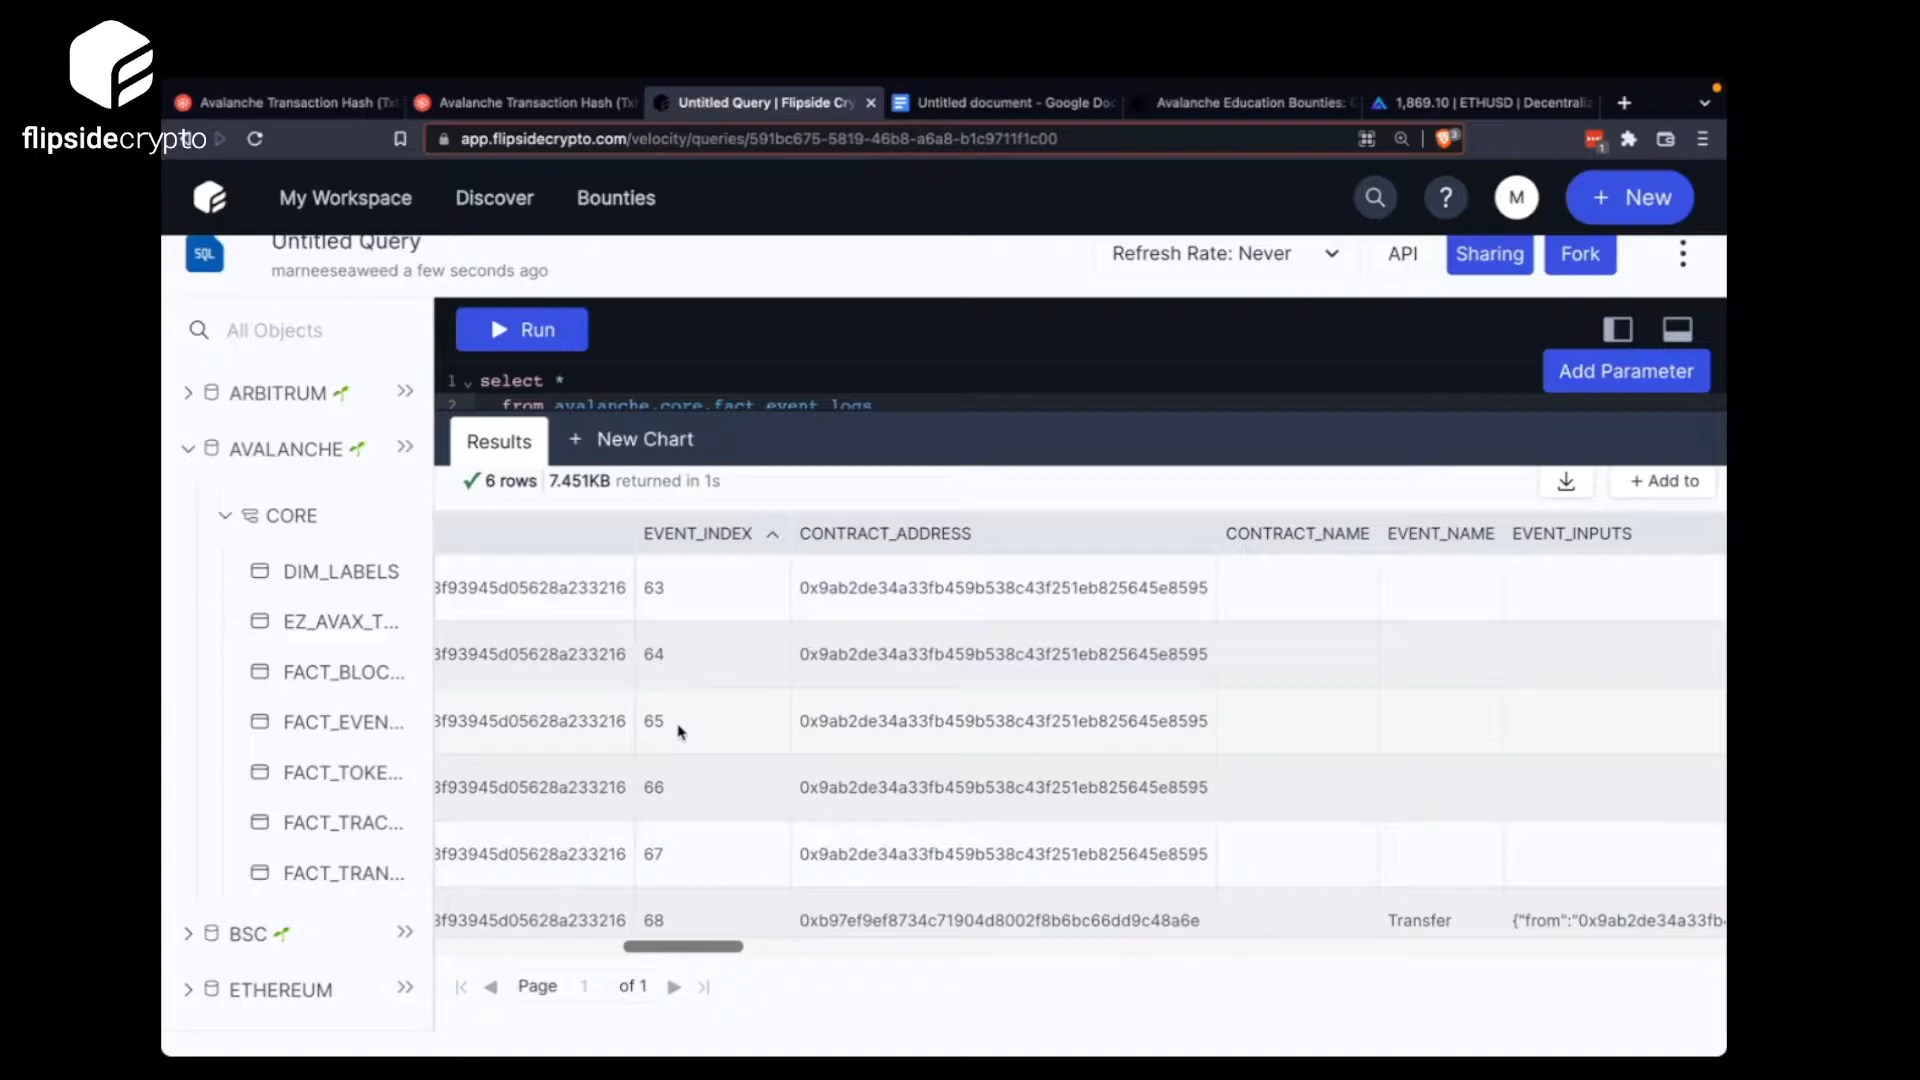 flipsidecrypto
Avalanche Transaction Hash (Tx
Avalanche Transaction Hash (Tx
Untitled Query | Flipside Cry
Untitled document - Google Doc
Avalanche Education Bounties:
1,869.10 | ETHUSD | Decentrali
app.flipsidecrypto.com/velocity/queries/591bc675-5819-46b8-a6a8-b1c9711f1c00
3
1
My Workspace
Discover
Bounties
?
M
+ New
SQL
Untitled Query
marneeseaweed a few seconds ago
Refresh Rate: Never
API
Sharing
Fork
All Objects
ARBITRUM
AVALANCHE
CORE
DIM_LABELS
EZ_AVAX_T...
FACT_BLOC...
FACT_EVEN...
FACT_TOKE...
FACT_TRAC...
FACT_TRAN...
BSC
ETHEREUM
Run
Add Parameter
1 select *
2 from avalanche.core.fact_event_logs
Results
+ New Chart
6 rows 7.451KB returned in 1s
+ Add to
EVENT_INDEX CONTRACT_ADDRESS CONTRACT_NAME EVENT_NAME EVENT_INPUTS
3f93945d05628a233216 63 0x9ab2de34a33fb459b538c43f251eb825645e8595
3f93945d05628a233216 64 0x9ab2de34a33fb459b538c43f251eb825645e8595
3f93945d05628a233216 65 0x9ab2de34a33fb459b538c43f251eb825645e8595
3f93945d05628a233216 66 0x9ab2de34a33fb459b538c43f251eb825645e8595
3f93945d05628a233216 67 0x9ab2de34a33fb459b538c43f251eb825645e8595
3f93945d05628a233216 68 0xb97ef9ef8734c71904d8002f8b6bc66dd9c48a6e Transfer {"from":"0x9ab2de34a33fb
Page 1 of 1